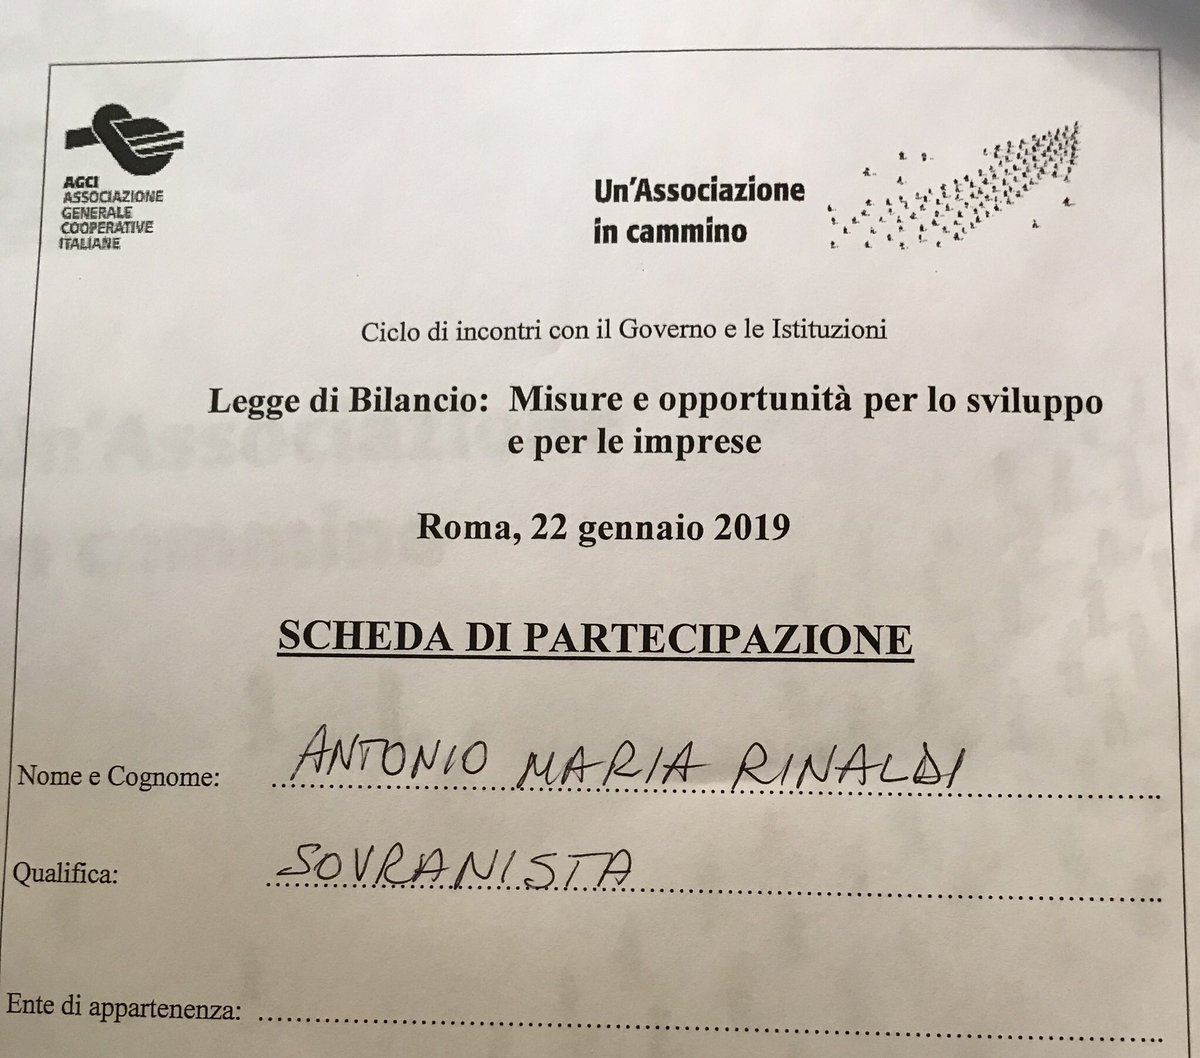 AGCI
ASSOCIAZIONE
GENERALE
COOPERATIVE
ITALIANE
Un'Associazione
in cammino
Ciclo di incontri con il Governo e le Istituzioni
Legge di Bilancio: Misure e opportunità per lo sviluppo
e per le imprese
Roma, 22 gennaio 2019
SCHEDA DI PARTECIPAZIONE
Nome e Cognome: ANTONIO MARIA RINALDI
Qualifica: SOVRANISTA
Ente di appartenenza: